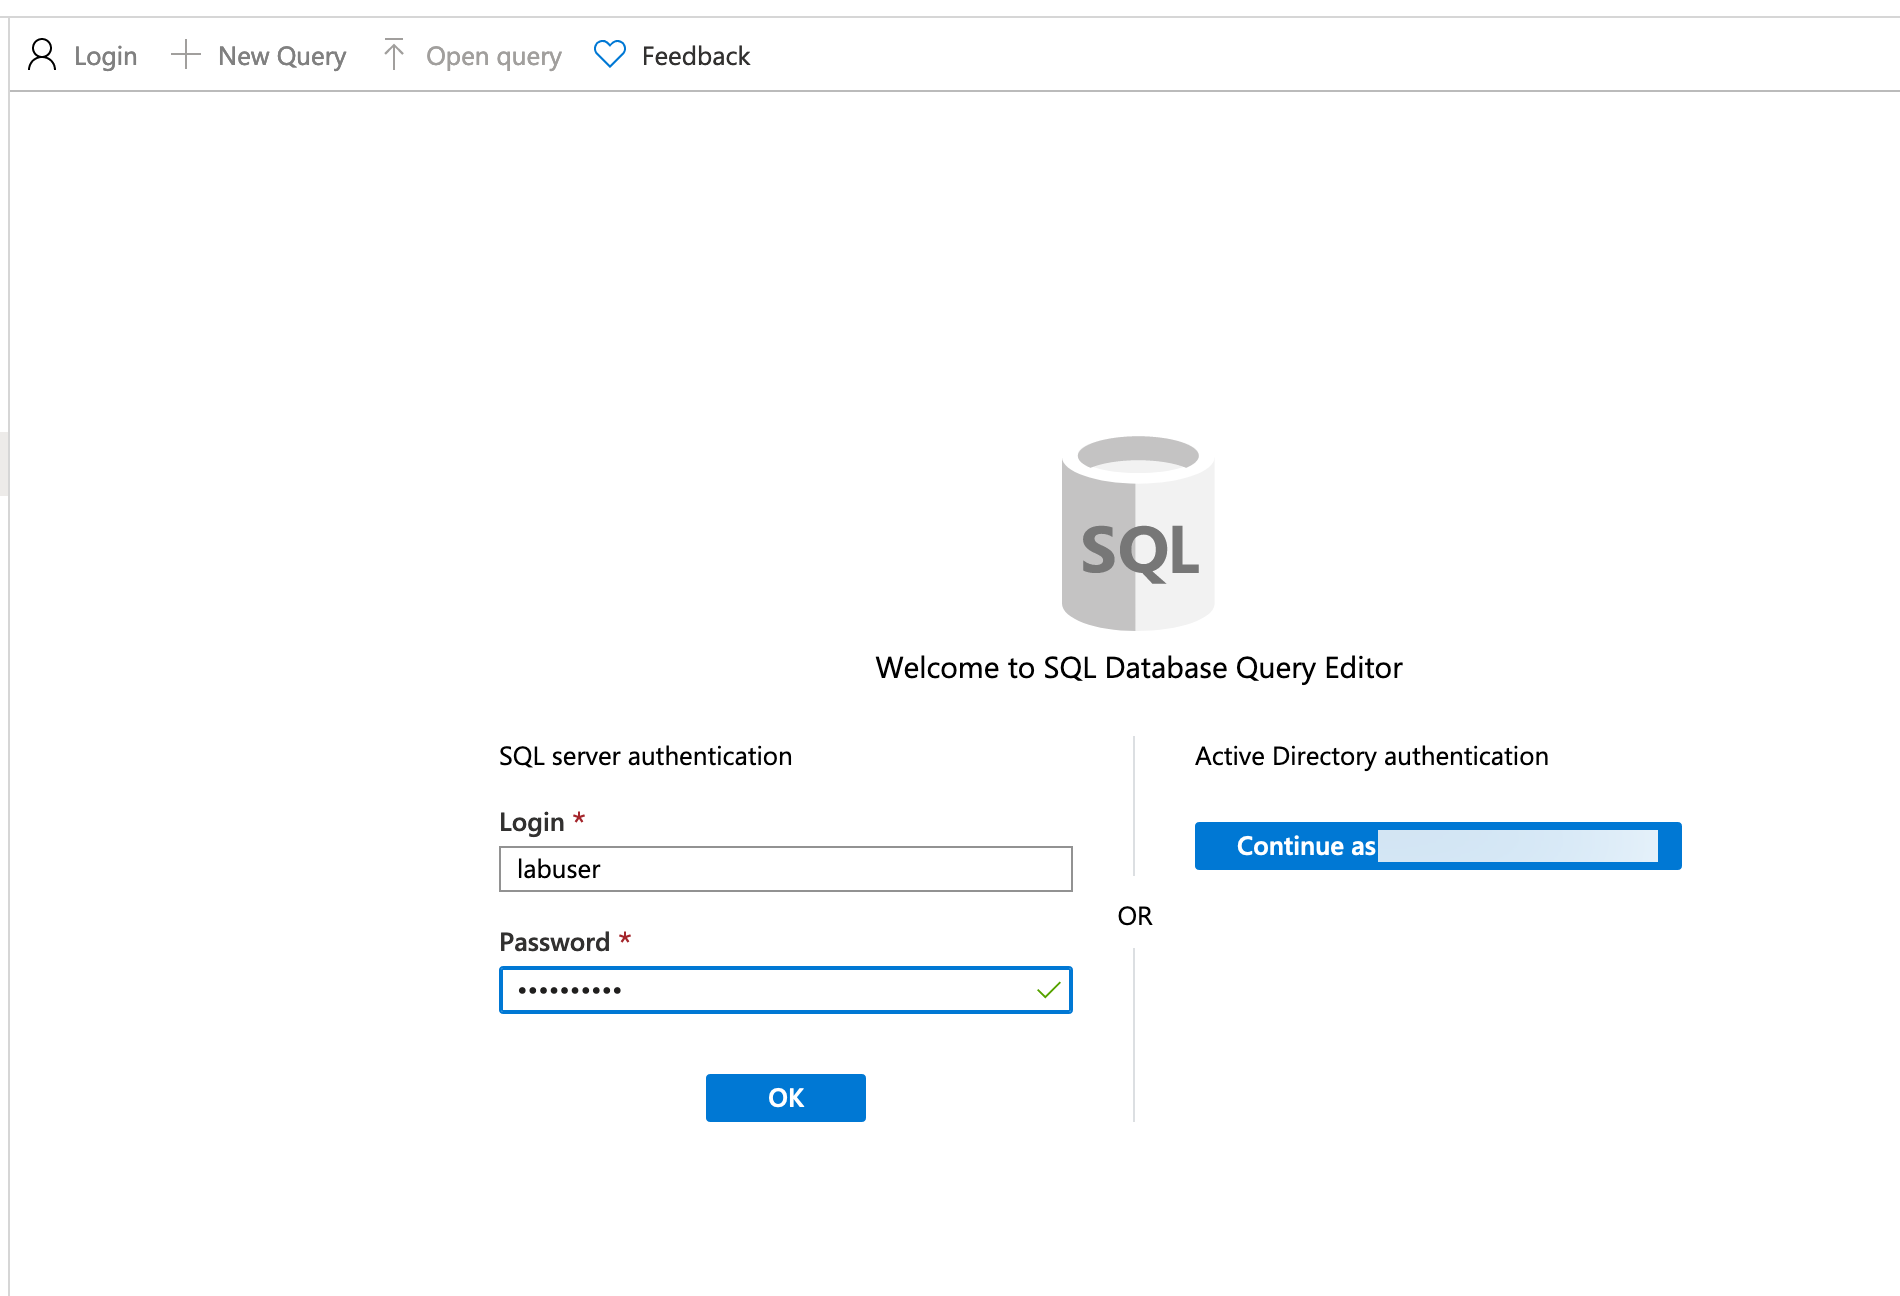 Login New Query Open query Feedback
SQL
Welcome to SQL Database Query Editor
SQL server authentication
Login *
labuser
Password *
••••••••••
OK
OR
Active Directory authentication
Continue as